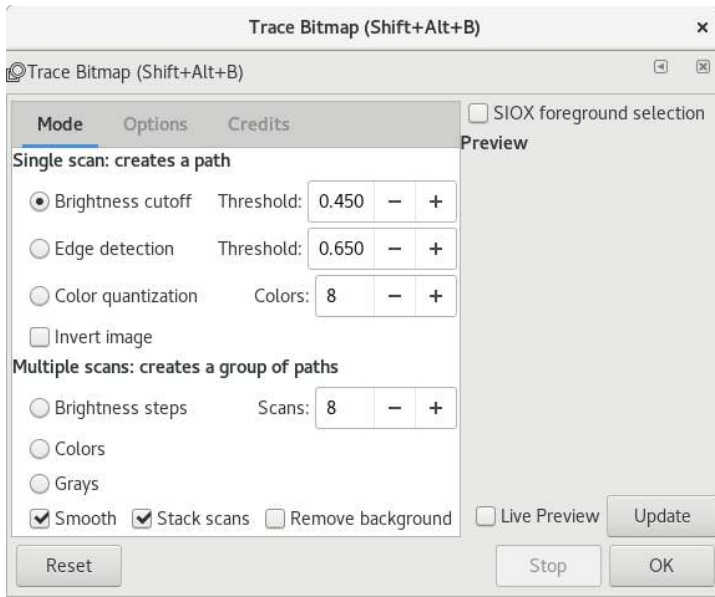 Trace Bitmap (Shift+Alt+B)
Trace Bitmap (Shift+Alt+B)
Mode Options Credits
SIOX foreground selection
Preview
Single scan: creates a path
Brightness cutoff Threshold: 0.450 − +
Edge detection Threshold: 0.650 − +
Color quantization Colors: 8 − +
Invert image
Multiple scans: creates a group of paths
Brightness steps Scans: 8 − +
Colors
Grays
Smooth Stack scans Remove background
Live Preview Update
Reset Stop OK